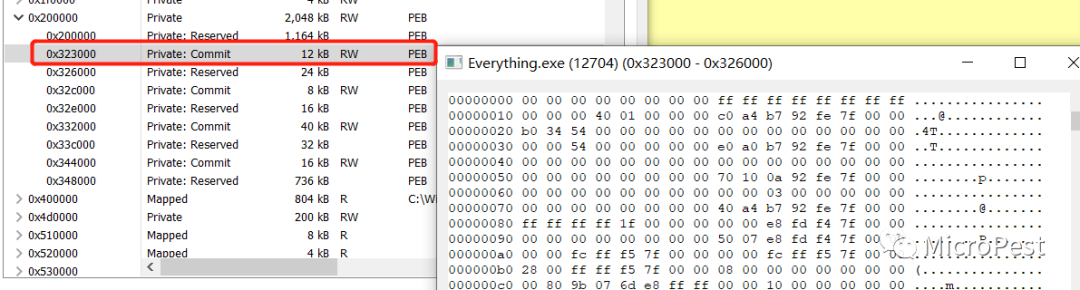 0x1f0000 Private 4 kB RW
0x200000 Private 2,048 kB RW PEB
0x200000 Private: Reserved 1,164 kB PEB
0x323000 Private: Commit 12 kB RW PEB
0x326000 Private: Reserved 24 kB PEB
0x32c000 Private: Commit 8 kB RW PEB
0x32e000 Private: Reserved 16 kB PEB
0x332000 Private: Commit 40 kB RW PEB
0x33c000 Private: Reserved 32 kB PEB
0x344000 Private: Commit 16 kB RW PEB
0x348000 Private: Reserved 736 kB PEB
0x400000 Mapped 804 kB R C:\Wi
0x4d0000 Private 200 kB RW
0x510000 Mapped 8 kB R
0x520000 Mapped 4 kB R
0x530000
Everything.exe (12704) (0x323000 - 0x326000)
00000000 00 00 00 00 00 00 00 00 ff ff ff ff ff ff ff ff ................
00000010 00 00 00 40 01 00 00 00 c0 a4 b7 92 fe 7f 00 00 ...@............
00000020 b0 34 54 00 00 00 00 00 00 00 00 00 00 00 00 00 .4T.............
00000030 00 00 54 00 00 00 00 00 e0 a0 b7 92 fe 7f 00 00 ..T.............
00000040 00 00 00 00 00 00 00 00 00 00 00 00 00 00 00 00 ................
00000050 00 00 00 00 00 00 00 00 70 10 0a 92 fe 7f 00 00 ........p.......
00000060 00 00 00 00 00 00 00 00 00 00 03 00 00 00 00 00 ................
00000070 00 00 00 00 00 00 00 00 40 a4 b7 92 fe 7f 00 00 ........@.......
00000080 ff ff ff ff 1f 00 00 00 00 00 e8 fd f4 7f 00 00
00000090 00 00 00 00 00 00 00 00 50 07 e8 fd f4 7f 00
000000a0 00 00 fc ff f5 7f 00 00 00 00 fc ff f5 7f 00 00
000000b0 28 00 ff ff f5 7f 00 00 08 00 00 00 00 00 00 00 (...............
000000c0 00 80 9b 07 6d e8 ff ff 00 00 10 00 00 00 00 00 ....m...........
MicroPest